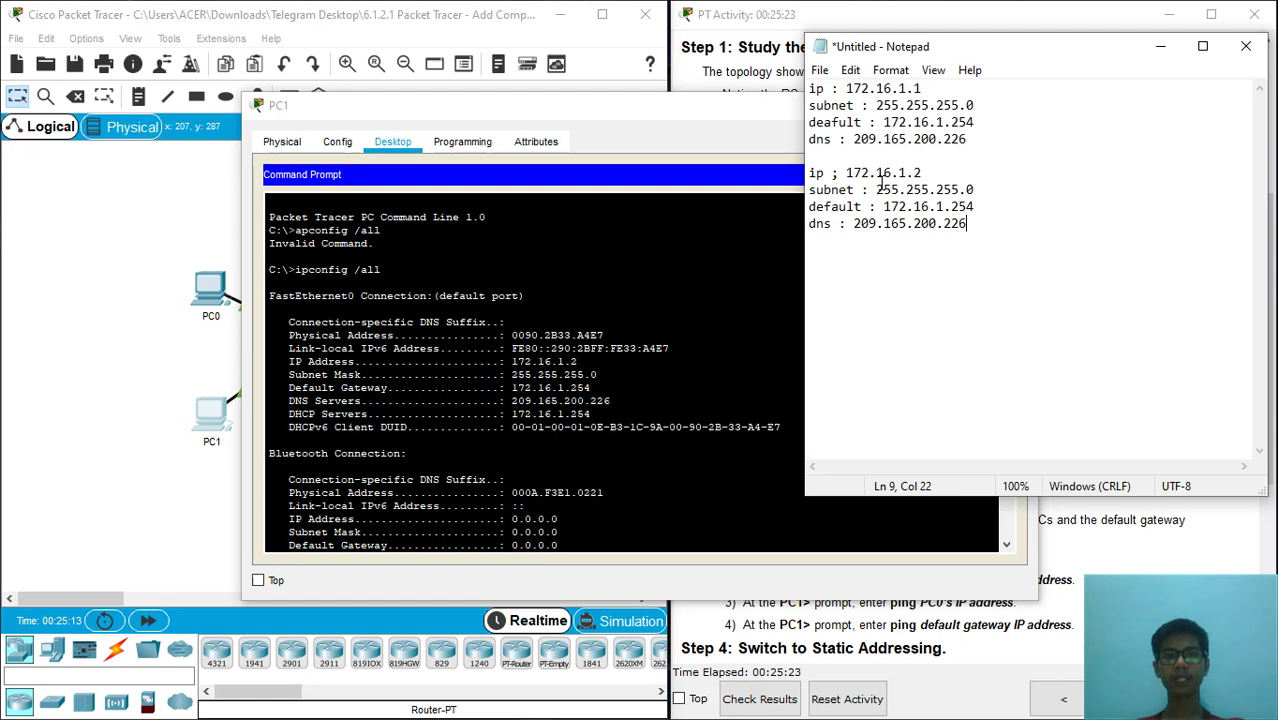 Cisco Packet Tracer - C:\Users\ACER\Downloads\Telegram Desktop\6.1.2.1 Packet Tracer - Add Comp...
File Edit Options View Tools Extensions Help
Logical Physical x: 207, y: 287
PC0
PC1
PC1
Physical Config Desktop Programming Attributes
Command Prompt
Packet Tracer PC Command Line 1.0
C:\>apconfig /all
Invalid Command.
C:\>ipconfig /all
FastEthernet0 Connection:(default port)
Connection-specific DNS Suffix..:
Physical Address................: 0090.2B33.A4E7
Link-local IPv6 Address.........: FE80::290:2BFF:FE33:A4E7
IP Address......................: 172.16.1.2
Subnet Mask.....................: 255.255.255.0
Default Gateway.................: 172.16.1.254
DNS Servers.....................: 209.165.200.226
DHCP Servers....................: 172.16.1.254
DHCPv6 Client DUID..............: 00-01-00-01-0E-B3-1C-9A-00-90-2B-33-A4-E7
Bluetooth Connection:
Connection-specific DNS Suffix..:
Physical Address................: 000A.F3E1.0221
Link-local IPv6 Address.........: ::
IP Address......................: 0.0.0.0
Subnet Mask.....................: 0.0.0.0
Default Gateway.................: 0.0.0.0
Top
Time: 00:25:13
Realtime Simulation
4321 1941 2901 2911 819IOX 819HGW 829 1240 PT-Router PT-Empty 1841 2620XM 262
Router-PT
PT Activity: 00:25:23
Step 1: Study the
The topology show
*Untitled - Notepad
File Edit Format View Help
ip : 172.16.1.1
subnet : 255.255.255.0
deafult : 172.16.1.254
dns : 209.165.200.226
ip ; 172.16.1.2
subnet : 255.255.255.0
default : 172.16.1.254
dns : 209.165.200.226
Ln 9, Col 22 100% Windows (CRLF) UTF-8
Cs and the default gateway
ddress.
3) At the PC1> prompt, enter ping PC0's IP address.
4) At the PC1> prompt, enter ping default gateway IP address.
Step 4: Switch to Static Addressing.
Time Elapsed: 00:25:23
Top Check Results Reset Activity <